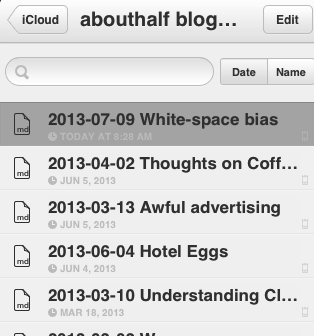 iCloud
abouthalf blog…
Edit
Date
Name
md
2013-07-09 White-space bias
TODAY AT 8:28 AM
md
2013-04-02 Thoughts on Coff…
JUN 5, 2013
md
2013-03-13 Awful advertising
JUN 5, 2013
md
2013-06-04 Hotel Eggs
JUN 4, 2013
md
2013-03-10 Understanding Cl…
MAR 18, 2013